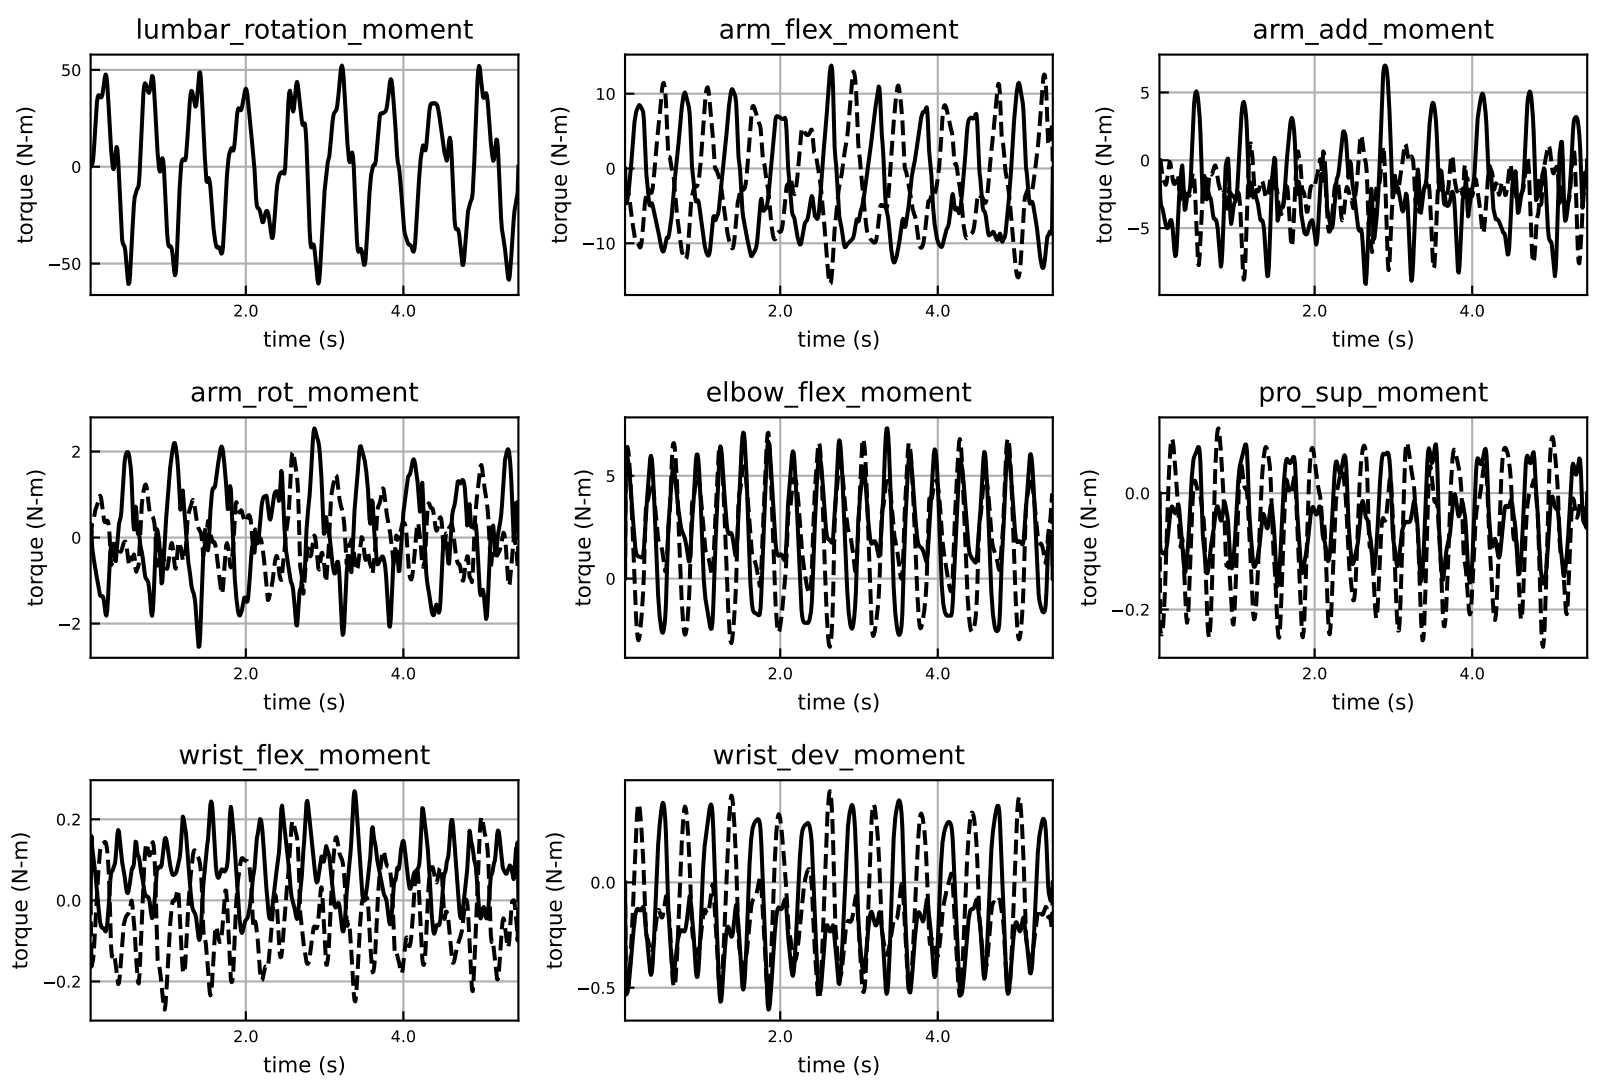 lumbar_rotation_moment
torque (N-m)
50
0
−50
2.0
4.0
time (s)
arm_flex_moment
torque (N-m)
10
0
−10
2.0
4.0
time (s)
arm_add_moment
torque (N-m)
5
0
−5
2.0
4.0
time (s)
arm_rot_moment
torque (N-m)
2
0
−2
2.0
4.0
time (s)
elbow_flex_moment
torque (N-m)
5
0
2.0
4.0
time (s)
pro_sup_moment
torque (N-m)
0.0
−0.2
2.0
4.0
time (s)
wrist_flex_moment
torque (N-m)
0.2
0.0
−0.2
2.0
4.0
time (s)
wrist_dev_moment
torque (N-m)
0.0
−0.5
2.0
4.0
time (s)